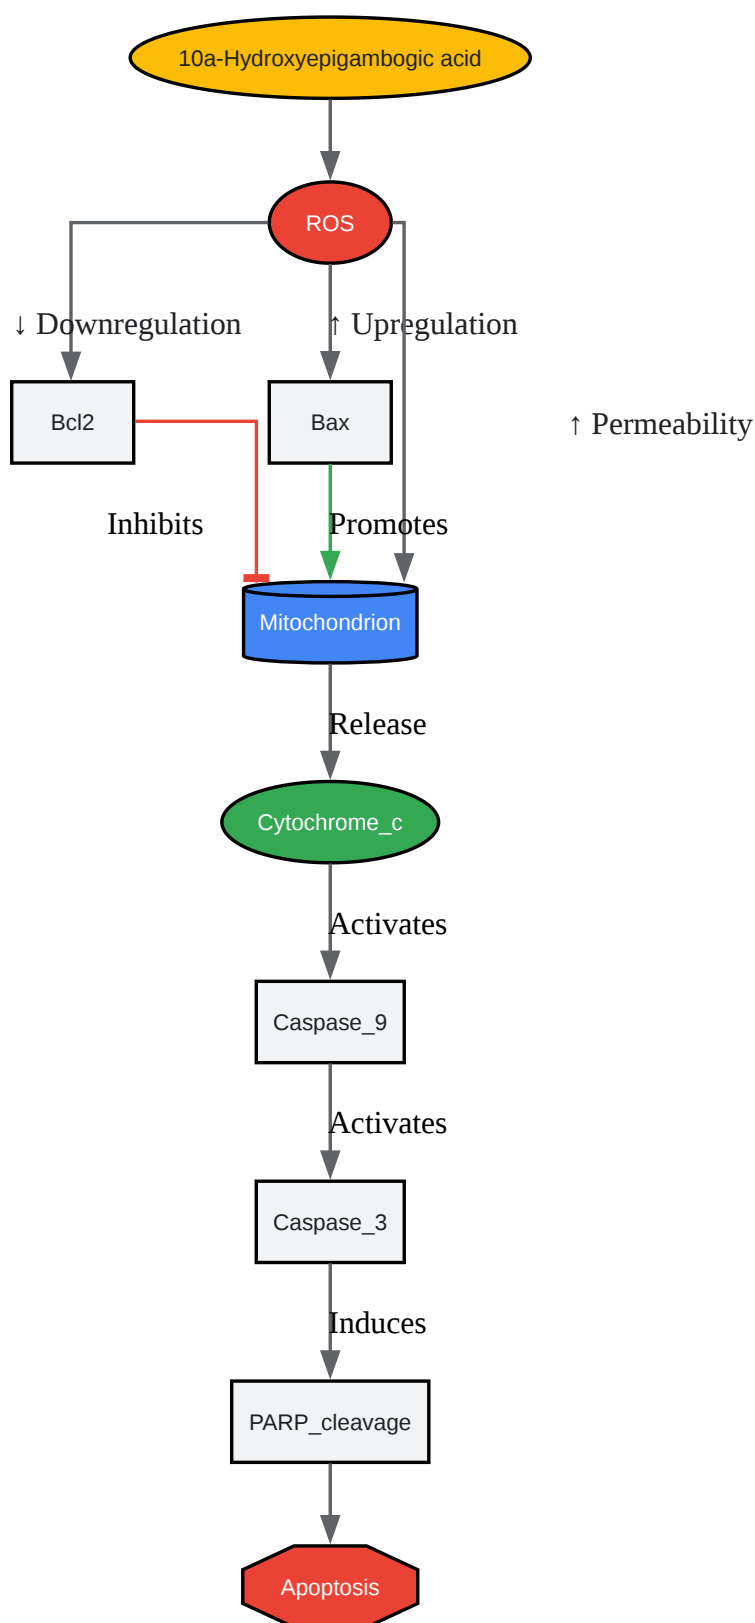 10a-Hydroxyepigambogic acid
ROS
↓ Downregulation
↑ Upregulation
Bcl2
Bax
↑ Permeability
Inhibits
Promotes
Mitochondrion
Release
Cytochrome_c
Activates
Caspase_9
Activates
Caspase_3
Induces
PARP_cleavage
Apoptosis